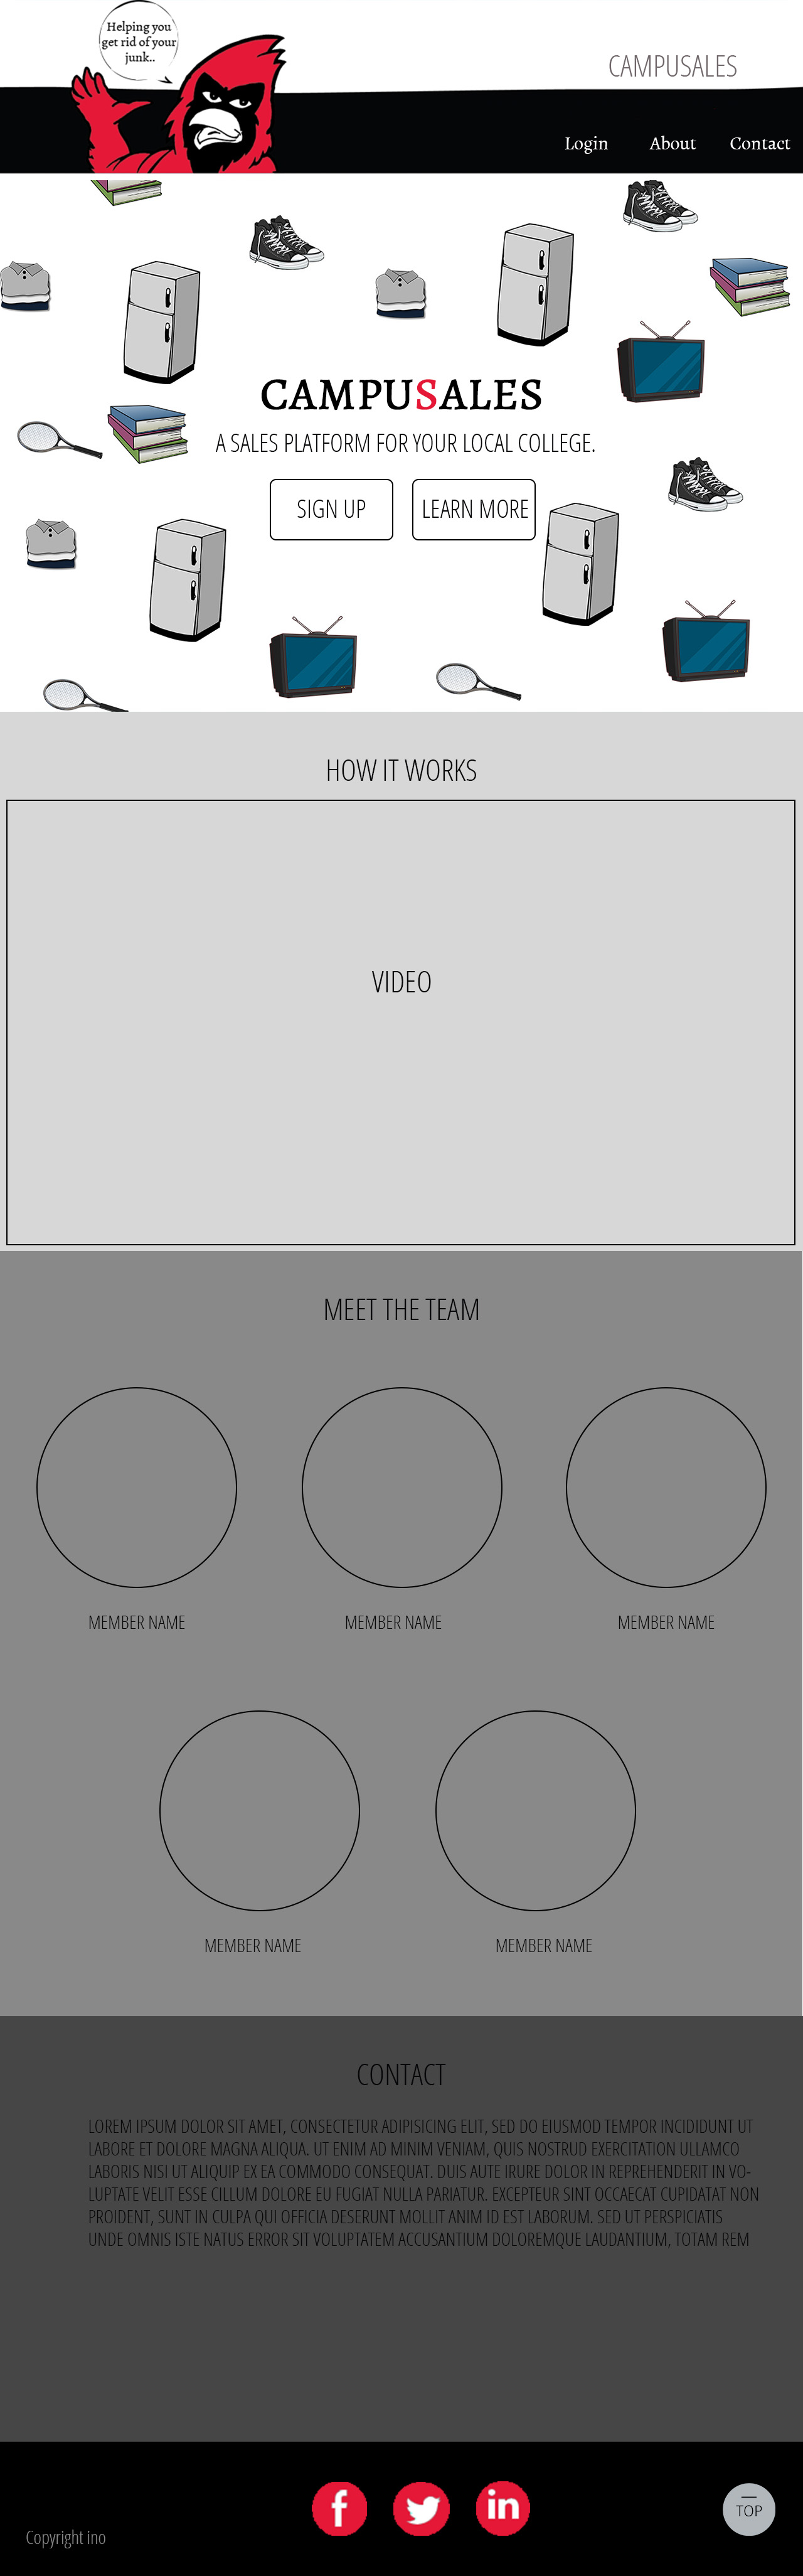 Helping you
get rid of your
junk..
CAMPUSALES
Login About Contact
CAMPUSALES
A SALES PLATFORM FOR YOUR LOCAL COLLEGE.
SIGN UP LEARN MORE
HOW IT WORKS
VIDEO
MEET THE TEAM
MEMBER NAME MEMBER NAME MEMBER NAME
MEMBER NAME MEMBER NAME
CONTACT
LOREM IPSUM DOLOR SIT AMET, CONSECTETUR ADIPISICING ELIT, SED DO EIUSMOD TEMPOR INCIDIDUNT UT
LABORE ET DOLORE MAGNA ALIQUA. UT ENIM AD MINIM VENIAM, QUIS NOSTRUD EXERCITATION ULLAMCO
LABORIS NISI UT ALIQUIP EX EA COMMODO CONSEQUAT. DUIS AUTE IRURE DOLOR IN REPREHENDERIT IN VO-
LUPTATE VELIT ESSE CILLUM DOLORE EU FUGIAT NULLA PARIATUR. EXCEPTEUR SINT OCCAECAT CUPIDATAT NON
PROIDENT, SUNT IN CULPA QUI OFFICIA DESERUNT MOLLIT ANIM ID EST LABORUM. SED UT PERSPICIATIS
UNDE OMNIS ISTE NATUS ERROR SIT VOLUPTATEM ACCUSANTIUM DOLOREMQUE LAUDANTIUM, TOTAM REM
f in
TOP
Copyright ino